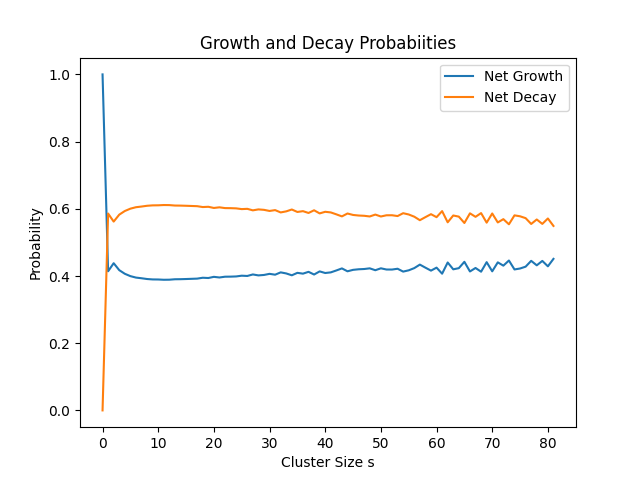 Growth and Decay Probabiities
Net Growth
Net Decay
Probability
1.0
0.8
0.6
0.4
0.2
0.0
0 10 20 30 40 50 60 70 80
Cluster Size s